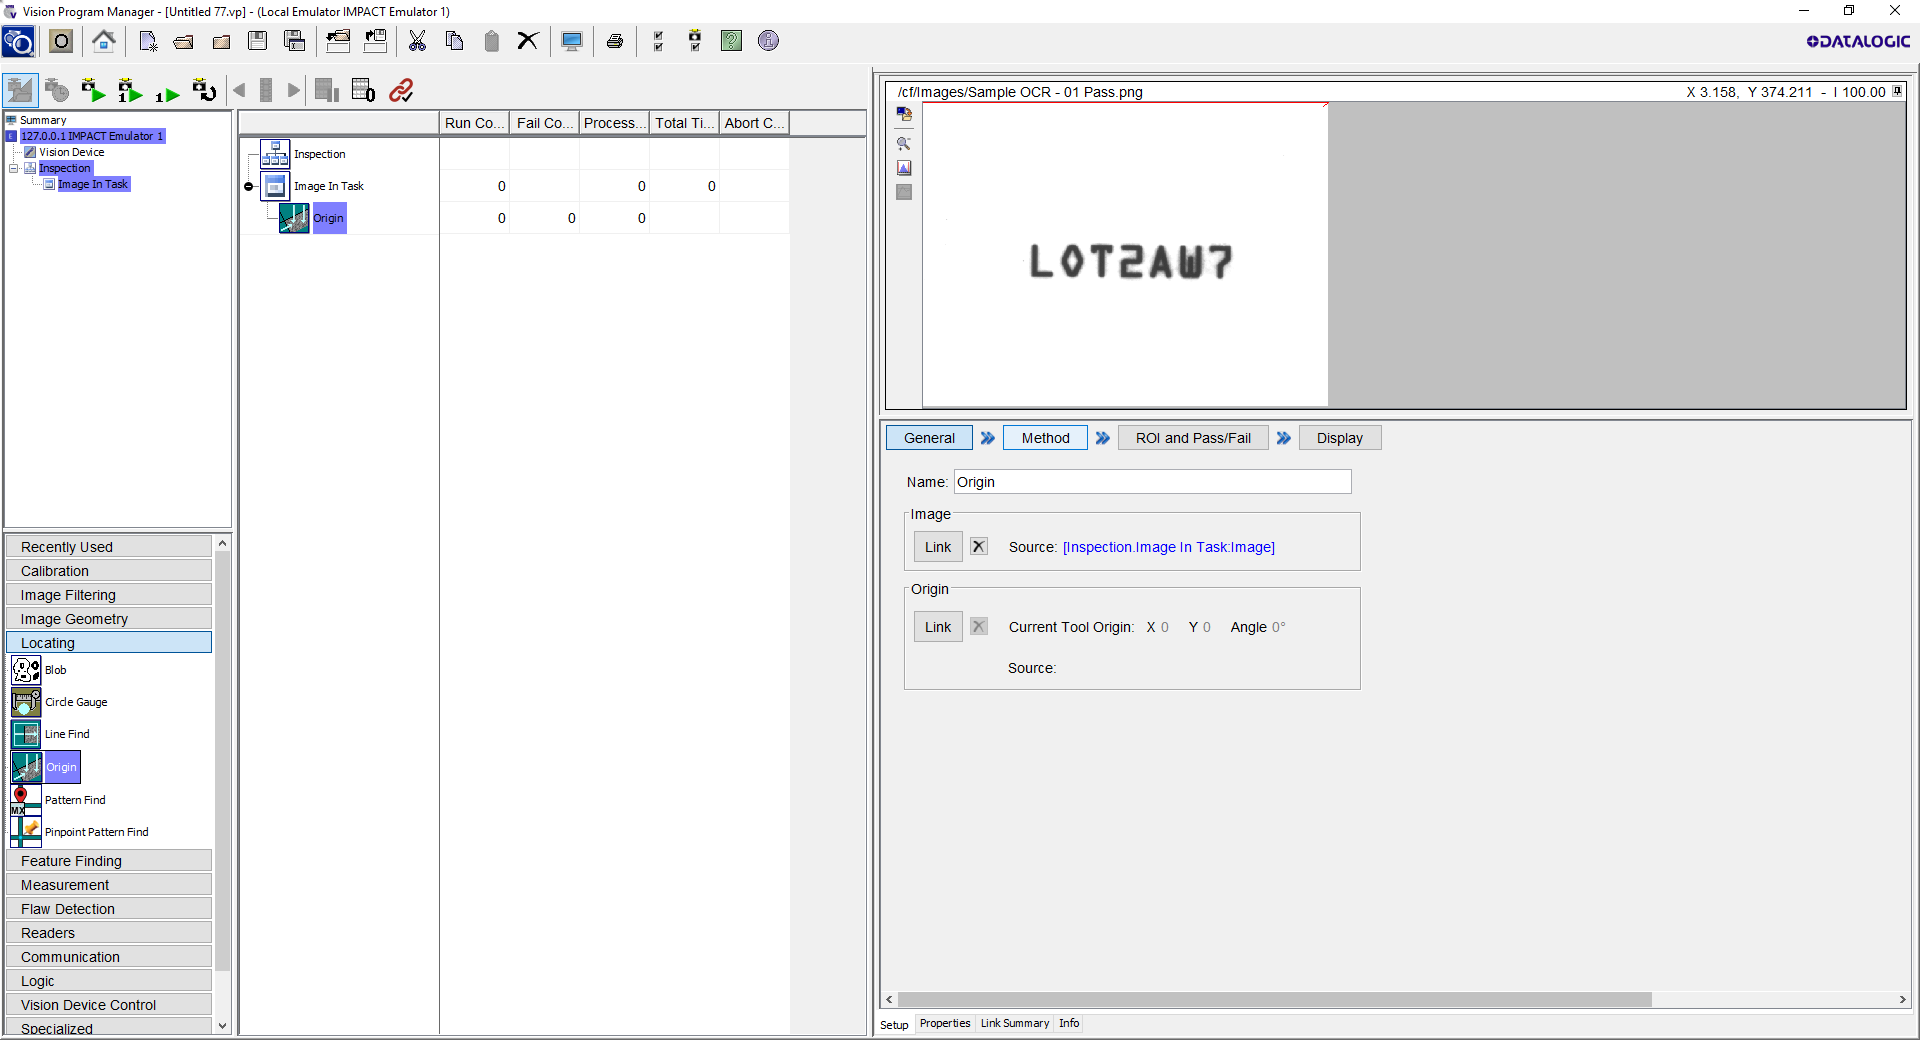 Vision Program Manager - [Untitled 77.vp] - (Local Emulator IMPACT Emulator 1)
DATALOGIC
Summary
127.0.0.1 IMPACT Emulator 1
Vision Device
Inspection
Image In Task
Run Co... Fail Co... Process... Total Ti... Abort C...
Inspection
Image In Task 0 0 0
Origin 0 0 0
Recently Used
Calibration
Image Filtering
Image Geometry
Locating
Blob
Circle Gauge
Line Find
Origin
Pattern Find
Pinpoint Pattern Find
Feature Finding
Measurement
Flaw Detection
Readers
Communication
Logic
Vision Device Control
Specialized
/cf/Images/Sample OCR - 01 Pass.png X 3.158, Y 374.211 - I 100.00
LOT2AW7
General Method ROI and Pass/Fail Display
Name: Origin
Image
Link Source: [Inspection.Image In Task:Image]
Origin
Link Current Tool Origin: X 0 Y 0 Angle 0°
Source:
Setup Properties Link Summary Info